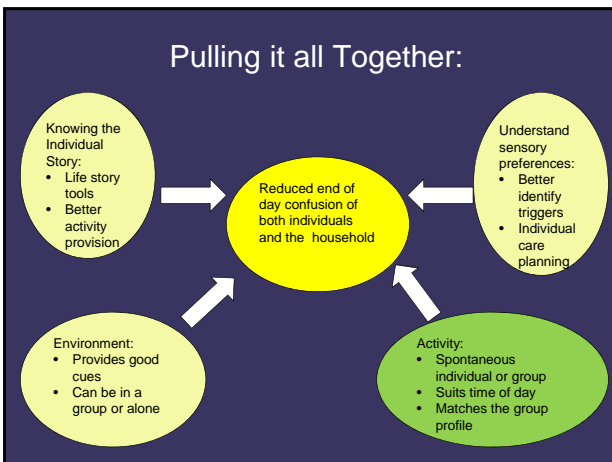 Pulling it all Together:
Knowing the
Individual
Story:
• Life story
tools
• Better
activity
provision
Understand
sensory
preferences:
• Better
identify
triggers
• Individual
care
planning
Reduced end of
day confusion of
both individuals
and the household
Environment:
• Provides good
cues
• Can be in a
group or alone
Activity:
• Spontaneous
individual or group
• Suits time of day
• Matches the group
profile